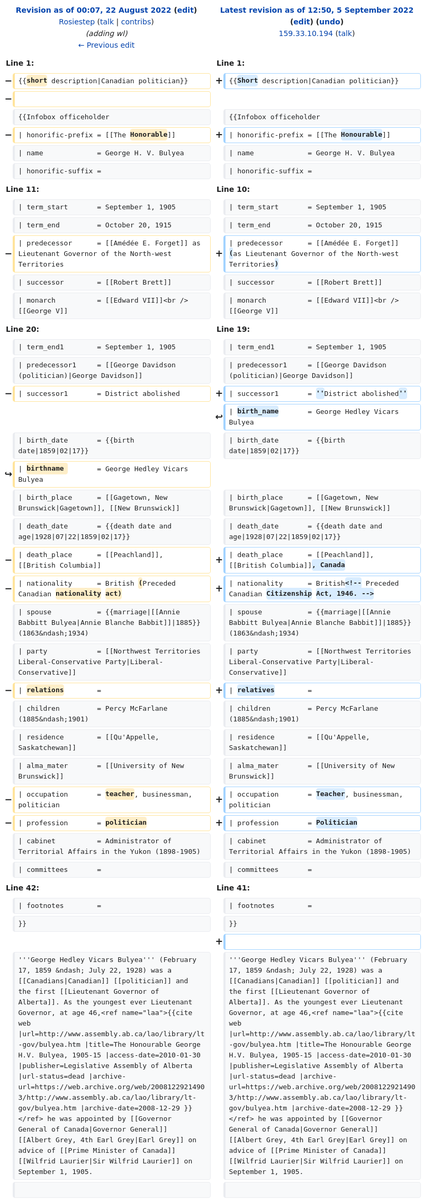 Revision as of 00:07, 22 August 2022 (edit)
Rosiestep (talk | contribs)
(adding wl)
← Previous edit
Latest revision as of 12:50, 5 September 2022
(edit) (undo)
159.33.10.194 (talk)
Line 1:
Line 1:
− {{short description|Canadian politician}}
+ {{Short description|Canadian politician}}
−
{{Infobox officeholder
{{Infobox officeholder
− | honorific-prefix = [[The Honorable]]
+ | honorific-prefix = [[The Honourable]]
| name = George H. V. Bulyea
| name = George H. V. Bulyea
| honorific-suffix =
| honorific-suffix =
Line 11:
Line 10:
| term_start = September 1, 1905
| term_start = September 1, 1905
| term_end = October 20, 1915
| term_end = October 20, 1915
− | predecessor = [[Amédée E. Forget]] as
Lieutenant Governor of the North-west
Territories
+ | predecessor = [[Amédée E. Forget]]
(as Lieutenant Governor of the North-west
Territories)
| successor = [[Robert Brett]]
| successor = [[Robert Brett]]
| monarch = [[Edward VII]]<br />
[[George V]]
| monarch = [[Edward VII]]<br />
[[George V]]
Line 20:
Line 19:
| term_end1 = September 1, 1905
| term_end1 = September 1, 1905
| predecessor1 = [[George Davidson
(politician)|George Davidson]]
| predecessor1 = [[George Davidson
(politician)|George Davidson]]
− | successor1 = District abolished
+ | successor1 = ''District abolished''
↩ | birth_name = George Hedley Vicars
Bulyea
| birth_date = {{birth
date|1859|02|17}}
| birth_date = {{birth
date|1859|02|17}}
↪ | birthname = George Hedley Vicars
Bulyea
| birth_place = [[Gagetown, New
Brunswick|Gagetown]], [[New Brunswick]]
| birth_place = [[Gagetown, New
Brunswick|Gagetown]], [[New Brunswick]]
| death_date = {{death date and
age|1928|07|22|1859|02|17}}
| death_date = {{death date and
age|1928|07|22|1859|02|17}}
− | death_place = [[Peachland]],
[[British Columbia]]
+ | death_place = [[Peachland]],
[[British Columbia]], Canada
− | nationality = British (Preceded
Canadian nationality act)
+ | nationality = British<!-- Preceded
Canadian Citizenship Act, 1946. -->
| spouse = {{marriage|[[Annie
Babbitt Bulyea|Annie Blanche Babbitt]]|1885}}
(1863&ndash;1934)
| spouse = {{marriage|[[Annie
Babbitt Bulyea|Annie Blanche Babbitt]]|1885}}
(1863&ndash;1934)
| party = [[Northwest Territories
Liberal-Conservative Party|Liberal-
Conservative]]
| party = [[Northwest Territories
Liberal-Conservative Party|Liberal-
Conservative]]
− | relations =
+ | relatives =
| children = Percy McFarlane
(1885&ndash;1901)
| children = Percy McFarlane
(1885&ndash;1901)
| residence = [[Qu'Appelle,
Saskatchewan]]
| residence = [[Qu'Appelle,
Saskatchewan]]
| alma_mater = [[University of New
Brunswick]]
| alma_mater = [[University of New
Brunswick]]
− | occupation = teacher, businessman,
politician
+ | occupation = Teacher, businessman,
politician
− | profession = politician
+ | profession = Politician
| cabinet = Administrator of
Territorial Affairs in the Yukon (1898-1905)
| cabinet = Administrator of
Territorial Affairs in the Yukon (1898-1905)
| committees =
| committees =
Line 42:
Line 41:
| footnotes =
| footnotes =
}}
}}
+
'''George Hedley Vicars Bulyea''' (February
17, 1859 &ndash; July 22, 1928) was a
[[Canadians|Canadian]] [[politician]] and
the first [[Lieutenant Governor of
Alberta]]. As the youngest ever Lieutenant
Governor, at age 46,<ref name="laa">{{cite
web
|url=http://www.assembly.ab.ca/lao/library/lt
-gov/bulyea.htm |title=The Honourable George
H.V. Bulyea, 1905-15 |access-date=2010-01-30
|publisher=Legislative Assembly of Alberta
|url-status=dead |archive-
url=https://web.archive.org/web/2008122921490
3/http://www.assembly.ab.ca/lao/library/lt-
gov/bulyea.htm |archive-date=2008-12-29 }}
</ref> he was appointed by [[Governor
General of Canada|Governor General]]
[[Albert Grey, 4th Earl Grey|Earl Grey]] on
advice of [[Prime Minister of Canada]]
[[Wilfrid Laurier|Sir Wilfrid Laurier]] on
September 1, 1905.
'''George Hedley Vicars Bulyea''' (February
17, 1859 &ndash; July 22, 1928) was a
[[Canadians|Canadian]] [[politician]] and
the first [[Lieutenant Governor of
Alberta]]. As the youngest ever Lieutenant
Governor, at age 46,<ref name="laa">{{cite
web
|url=http://www.assembly.ab.ca/lao/library/lt
-gov/bulyea.htm |title=The Honourable George
H.V. Bulyea, 1905-15 |access-date=2010-01-30
|publisher=Legislative Assembly of Alberta
|url-status=dead |archive-
url=https://web.archive.org/web/2008122921490
3/http://www.assembly.ab.ca/lao/library/lt-
gov/bulyea.htm |archive-date=2008-12-29 }}
</ref> he was appointed by [[Governor
General of Canada|Governor General]]
[[Albert Grey, 4th Earl Grey|Earl Grey]] on
advice of [[Prime Minister of Canada]]
[[Wilfrid Laurier|Sir Wilfrid Laurier]] on
September 1, 1905.